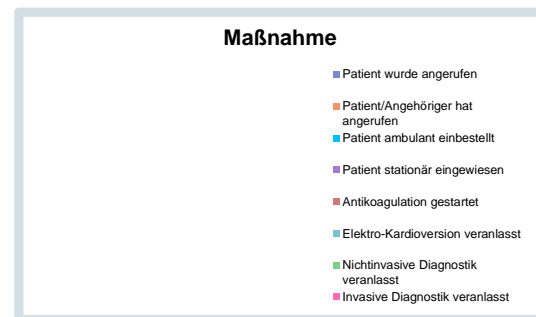 Maßnahme
Patient wurde angerufen
Patient/Angehöriger hat
angerufen
Patient ambulant einbestellt
Patient stationär eingewiesen
Antikoagulation gestartet
Elektro-Kardioversion veranlasst
Nichtinvasive Diagnostik
veranlasst
Invasive Diagnostik veranlasst